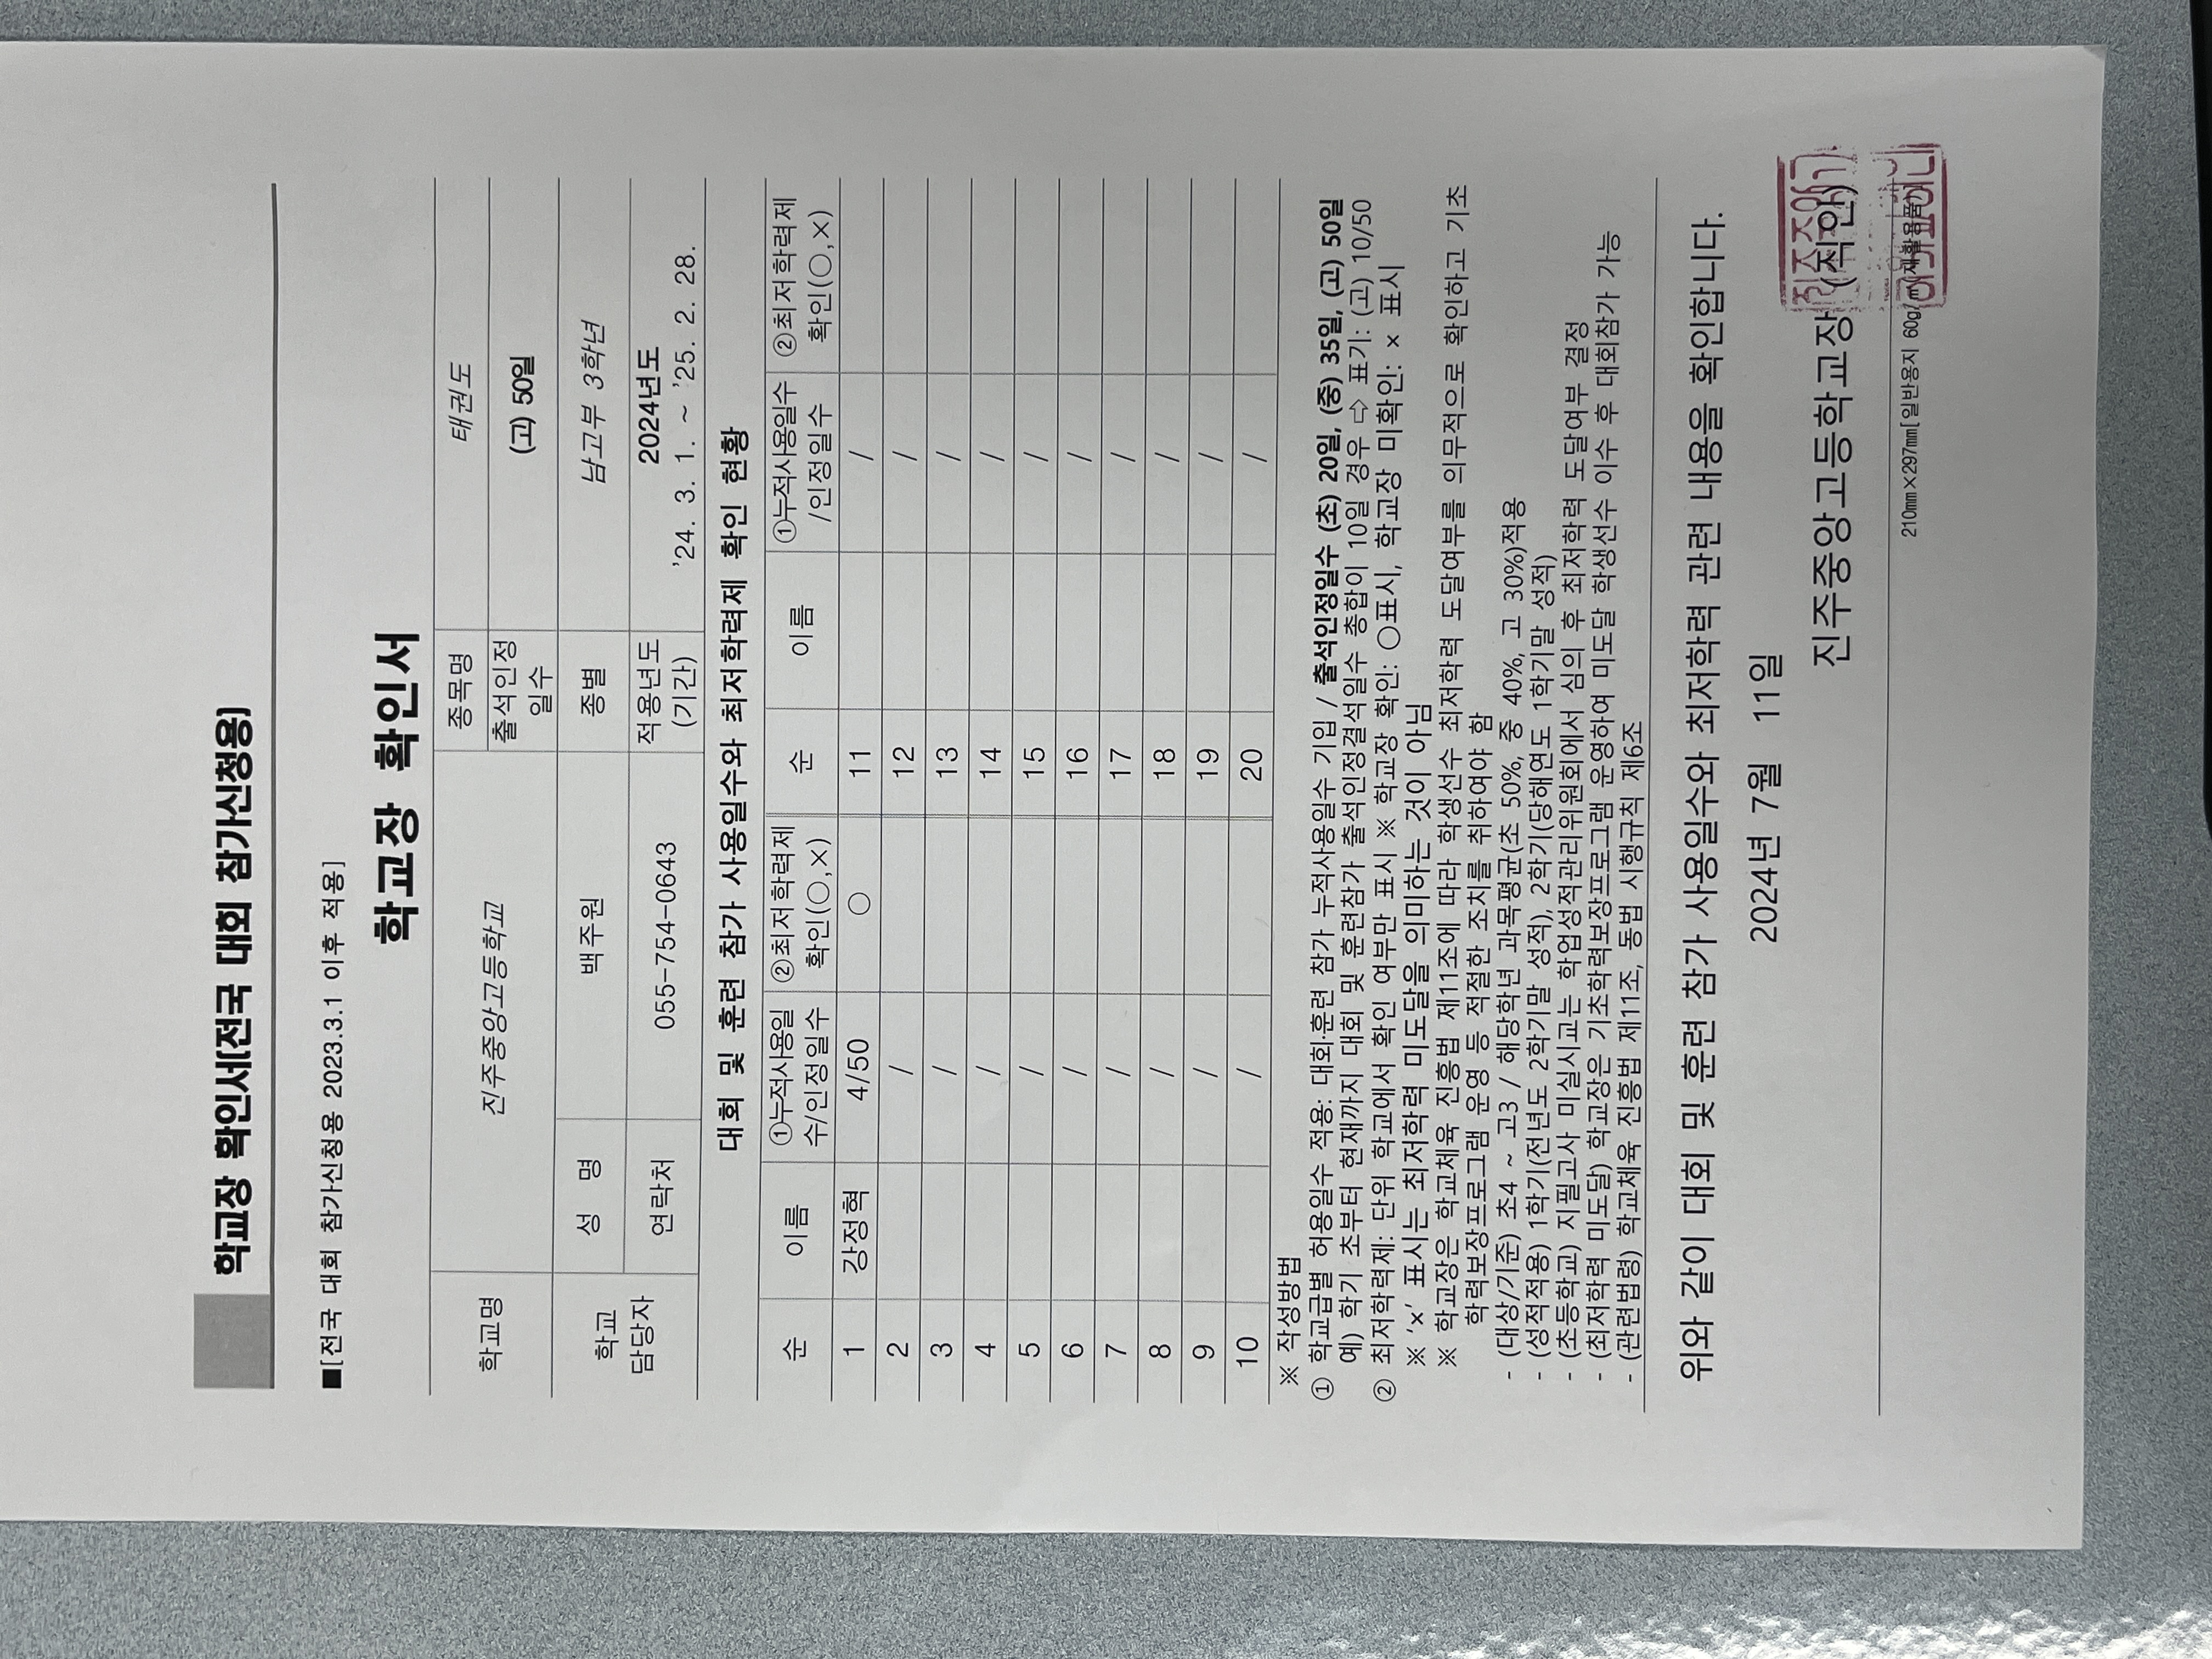 학교장 확인서(전국 대회 참가신청용)
■[전국 대회 참가신청용 2023.3.1 이후 적용]
학교장 확인서
학교명 진주중앙고등학교 종목명 태권도
출석인정 일수 (고) 50일
학교 담당자 성 명 백주원 종별 남고부 3학년
연락처 055-754-0643 적용년도 (기간) 2024년도
'24. 3. 1. ~ '25. 2. 28.
대회 및 훈련 참가 사용일수와 최저학력제 확인 현황
순 이름 ①누적사용일수/인정일수 ②최저학력제 확인(○,×) 순 이름 ①누적사용일수/인정일수 ②최저학력제 확인(○,×)
1 강정혁 4/50 ○ 11 /
2 / 12 /
3 / 13 /
4 / 14 /
5 / 15 /
6 / 16 /
7 / 17 /
8 / 18 /
9 / 19 /
10 / 20 /
※ 작성방법
① 학교급별 허용일수 적용: 대회·훈련 참가 누적사용일수 기입 / 출석인정일수 (초) 20일, (중) 35일, (고) 50일
예) 학기 초부터 현재까지 대회 및 훈련참가 출석인정결석일수 총합이 10일 경우 ⇨ 표기: (고) 10/50
② 최저학력제: 단위 학교에서 확인 여부만 표시 ※ 학교장 확인: ○표시, 학교장 미확인: × 표시
※ '×' 표시는 최저학력 미도달을 의미하는 것이 아님
※ 학교장은 학교체육 진흥법 제11조에 따라 학생선수 최저학력 도달여부를 의무적으로 확인하고 기초
학력보장프로그램 운영 등 적절한 조치를 취하여야 함
- (대상/기준) 초4 ~ 고3 / 해당학년 과목평균(초 50%, 중 40%, 고 30%)적용
- (성적적용) 1학기(전년도 2학기말 성적), 2학기(당해연도 1학기말 성적)
- (초등학교) 지필고사 미실시교는 학업성적관리위원회에서 심의 후 최저학력 도달여부 결정
- (최저학력 미도달) 학교장은 기초학력보장프로그램 운영하여 미도달 학생선수 이수 후 대회참가 가능
- (관련법령) 학교체육 진흥법 제11조, 동법 시행규칙 제6조
위와 같이 대회 및 훈련 참가 사용일수와 최저학력 관련 내용을 확인합니다.
2024년 7월 11일
진주중앙고등학교장 (직인)
210㎜×297㎜[일반용지 60g/㎡(재활용품)]